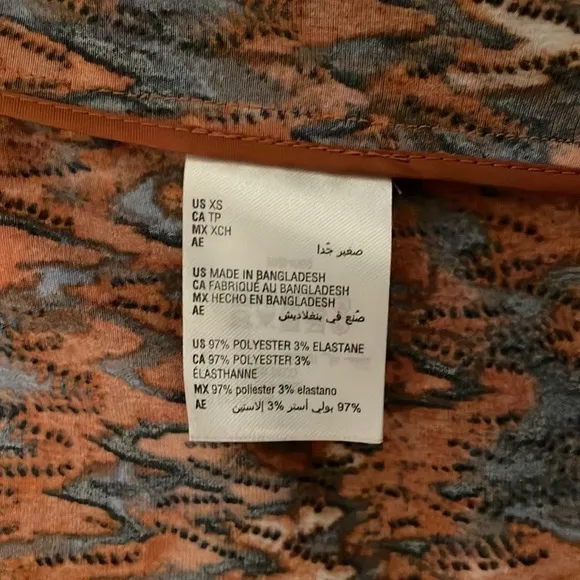 US XS
CA TP
MX XCH
AE صغير جّدا
US MADE IN BANGLADESH
CA FABRIQUÉ AU BANGLADESH
MX HECHO EN BANGLADESH
AE صّنع في بنغلاديش
US 97% POLYESTER 3% ELASTANE
CA 97% POLYESTER 3%
ÉLASTHANNE
MX 97% poliester 3% elastano
AE 97% بولي أستر 3% إلاستين